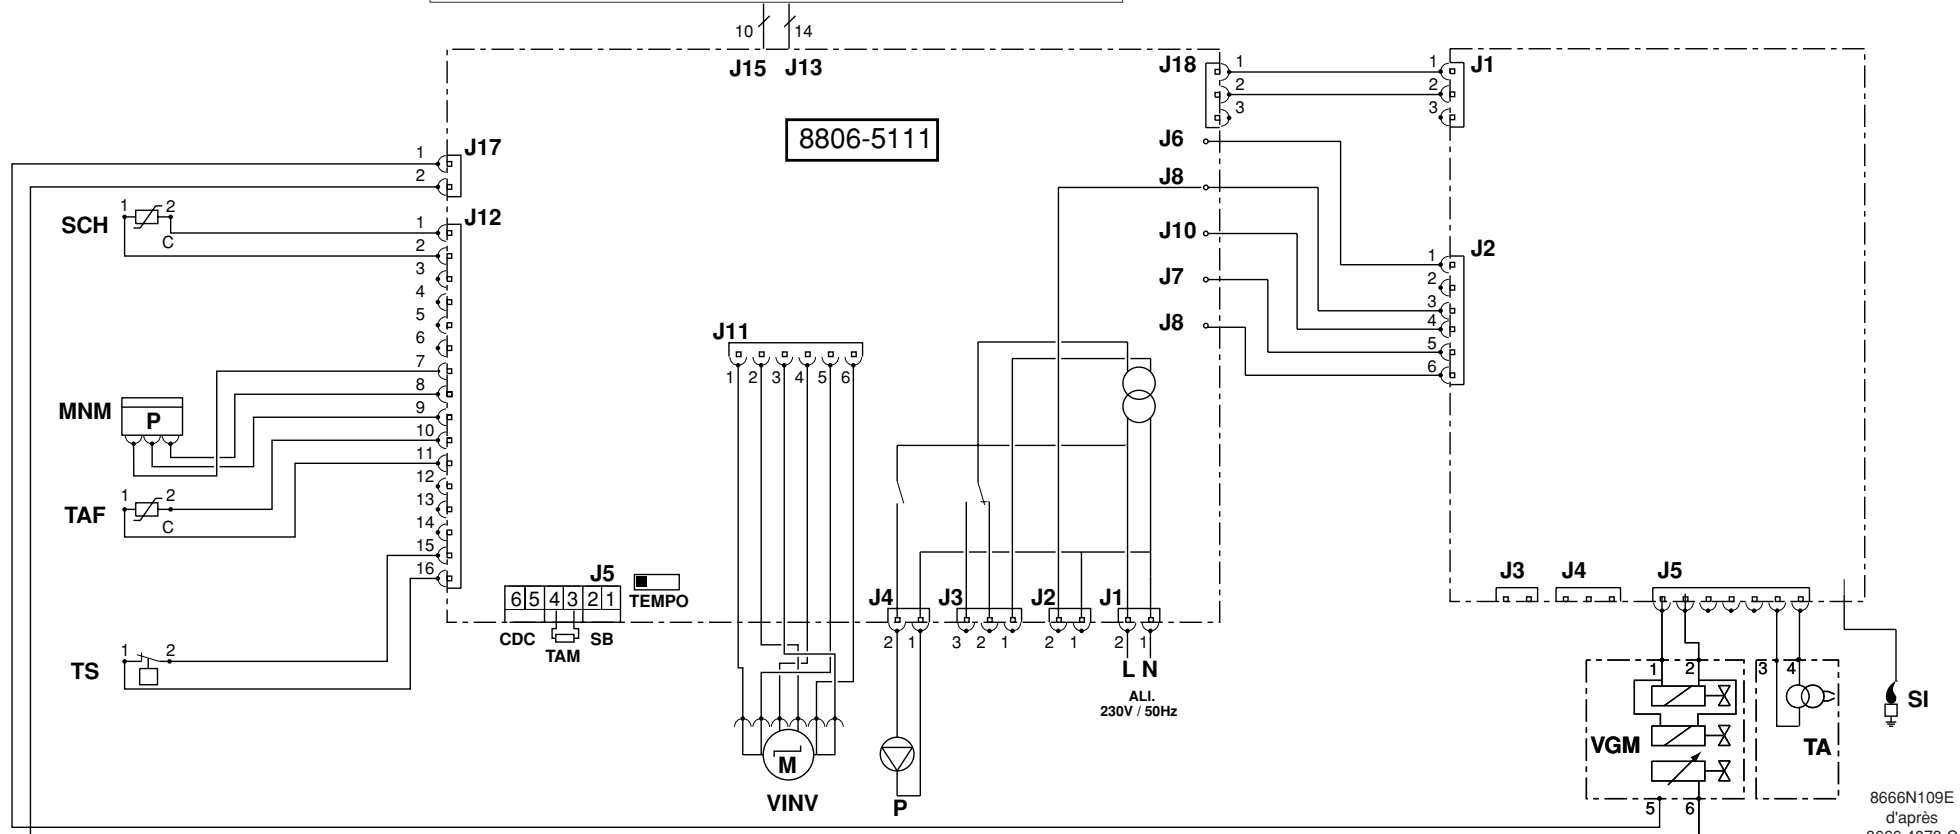 10 14
J15 J13
J18 1 1 J1
2 2
3 3
8806-5111
J6
1 J17
2
J8
SCH 1 2
C
1 J12
2
3
4
5
6
7
8
9
10
11
12
13
14
15
16
J10
J7
J8
J2
1
2
3
4
5
6
J11
1 2 3 4 5 6
MNM P
TAF 1 2
C
TS 1 2
J5
6 5 4 3 2 1
TEMPO
CDC TAM SB
J4 J3 J2 J1
2 1 3 2 1 2 1 2 1
L N
ALI.
230V / 50Hz
J3 J4 J5
1 2 3 4
M
VINV
P
VGM
5 6
TA
SI
8666N109E
d'après